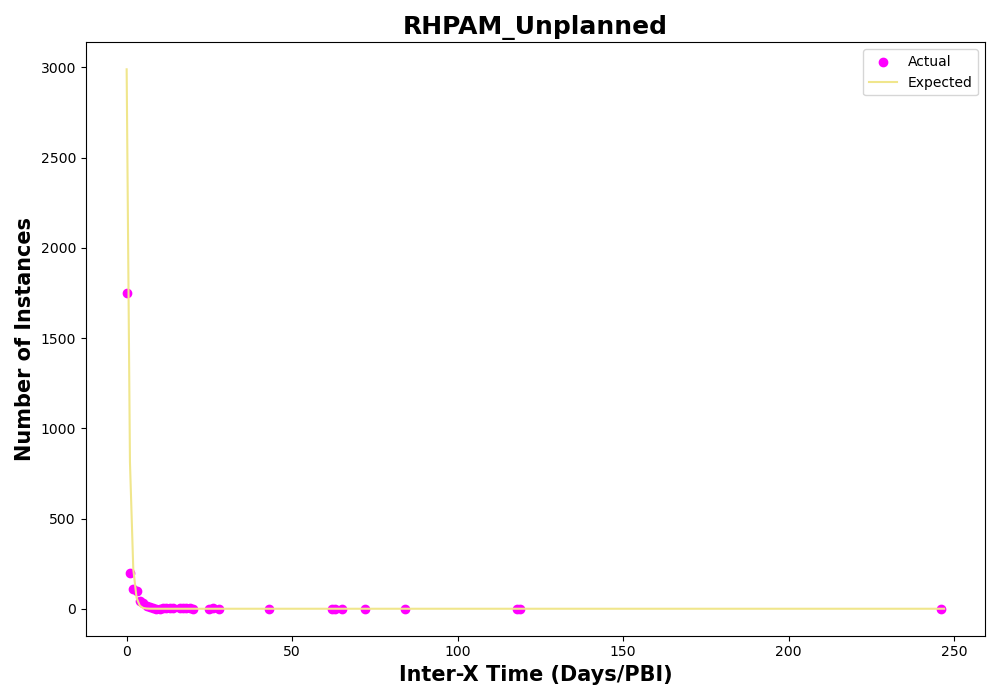 RHPAM_Unplanned
Actual
Expected
3000
2500
2000
1500
1000
500
0
Number of Instances
0 50 100 150 200 250
Inter-X Time (Days/PBI)